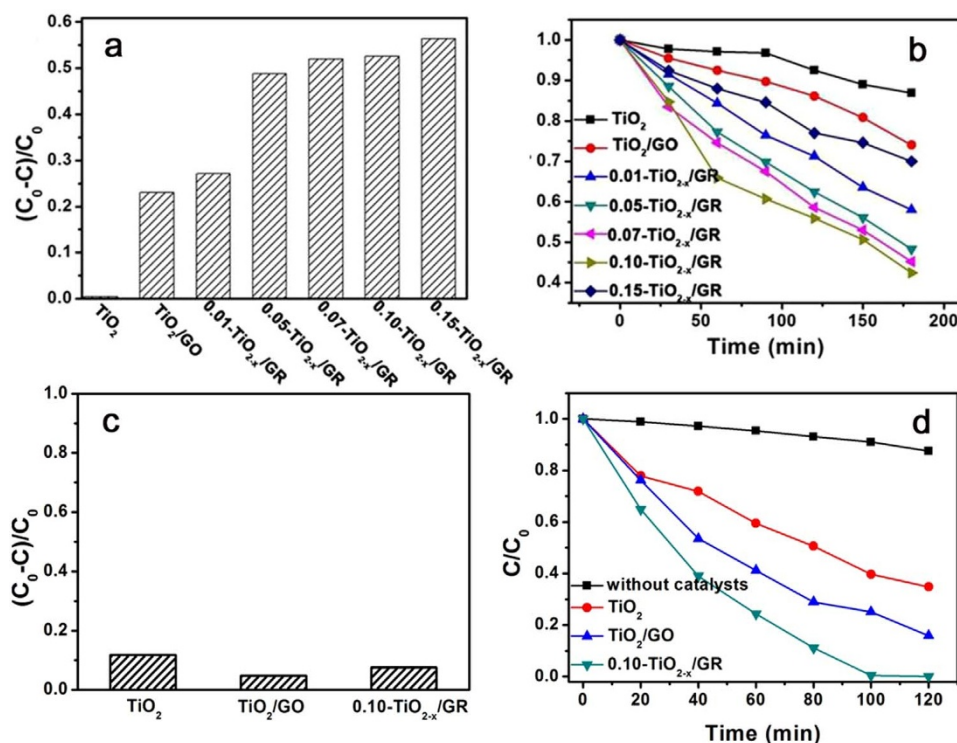 a
(C₀-C)/C₀
0.6
0.5
0.4
0.3
0.2
0.1
0.0
TiO₂
TiO₂/GO
0.01-TiO₂₋ₓ/GR
0.05-TiO₂₋ₓ/GR
0.07-TiO₂₋ₓ/GR
0.10-TiO₂₋ₓ/GR
0.15-TiO₂₋ₓ/GR
b
1.0
0.9
0.8
0.7
0.6
0.5
0.4
TiO₂
TiO₂/GO
0.01-TiO₂₋ₓ/GR
0.05-TiO₂₋ₓ/GR
0.07-TiO₂₋ₓ/GR
0.10-TiO₂₋ₓ/GR
0.15-TiO₂₋ₓ/GR
0 50 100 150 200
Time (min)
c
(C₀-C)/C₀
1.0
0.8
0.6
0.4
0.2
0.0
TiO₂ TiO₂/GO 0.10-TiO₂₋ₓ/GR
d
C/C₀
1.0
0.8
0.6
0.4
0.2
0.0
without catalysts
TiO₂
TiO₂/GO
0.10-TiO₂₋ₓ/GR
0 20 40 60 80 100 120
Time (min)